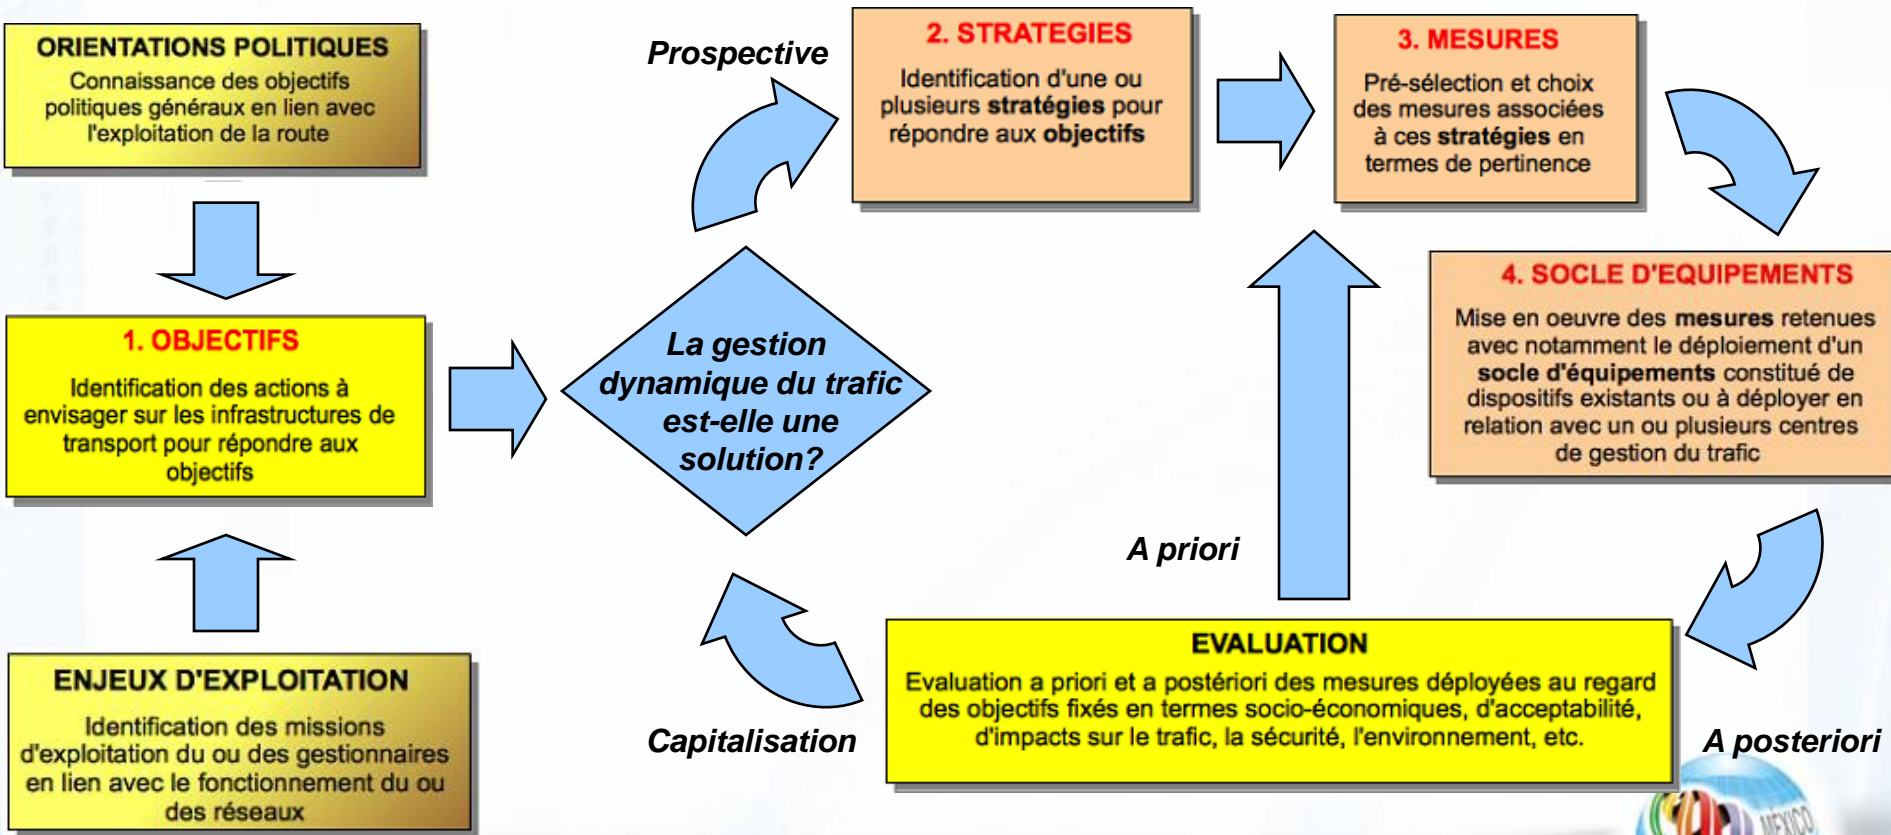 ORIENTATIONS POLITIQUES
Connaissance des objectifs
politiques généraux en lien avec
l'exploitation de la route
Prospective
2. STRATEGIES
Identification d'une ou
plusieurs stratégies pour
répondre aux objectifs
3. MESURES
Pré-sélection et choix
des mesures associées
à ces stratégies en
termes de pertinence
1. OBJECTIFS
Identification des actions à
envisager sur les infrastructures de
transport pour répondre aux
objectifs
La gestion
dynamique du trafic
est-elle une
solution?
4. SOCLE D'EQUIPEMENTS
Mise en oeuvre des mesures retenues
avec notamment le déploiement d'un
socle d'équipements constitué de
dispositifs existants ou à déployer en
relation avec un ou plusieurs centres
de gestion du trafic
A priori
ENJEUX D'EXPLOITATION
Identification des missions
d'exploitation du ou des gestionnaires
en lien avec le fonctionnement du ou
des réseaux
Capitalisation
EVALUATION
Evaluation a priori et a postériori des mesures déployées au regard
des objectifs fixés en termes socio-économiques, d'acceptabilité,
d'impacts sur le trafic, la sécurité, l'environnement, etc.
A posteriori
MÉXICO